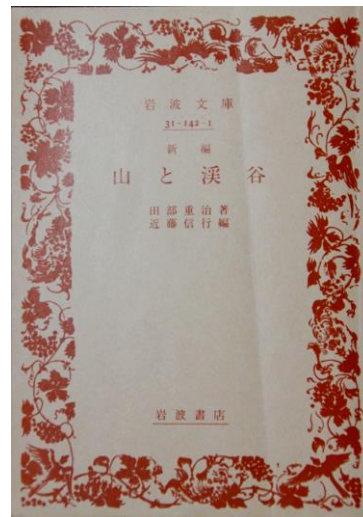 岩波文庫
31-142-1
新編
山と渓谷
田部重治著
近藤信行編
岩波書店